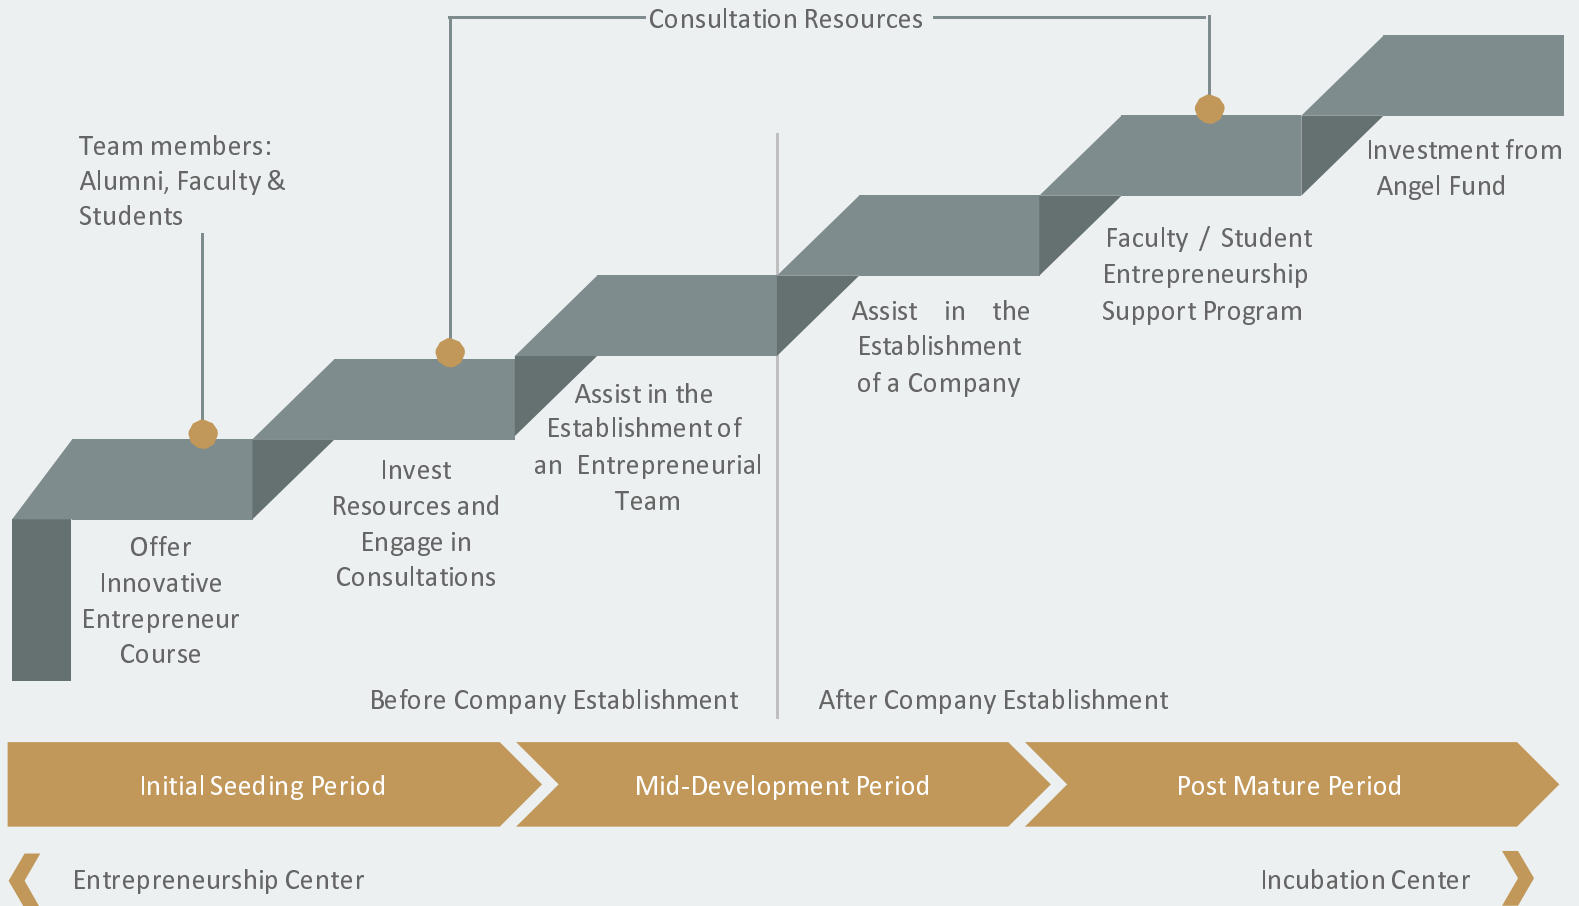 Consultation Resources
Team members:
Alumni, Faculty &
Students
Investment from
Angel Fund
Faculty / Student
Entrepreneurship
Support Program
Assist in the
Establishment
of a Company
Assist in the
Establishment of
an Entrepreneurial
Team
Invest
Resources and
Engage in
Consultations
Offer
Innovative
Entrepreneur
Course
Before Company Establishment
After Company Establishment
Initial Seeding Period
Mid-Development Period
Post Mature Period
Entrepreneurship Center
Incubation Center